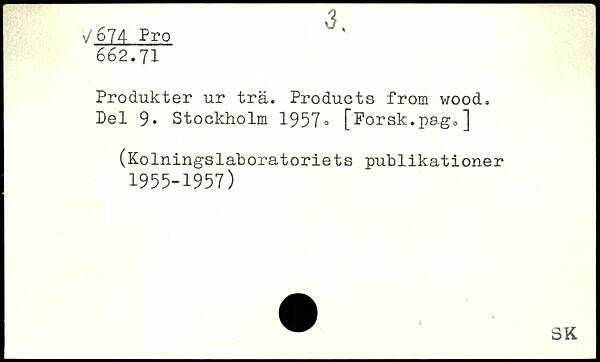 3.
√674 Pro
662.71
Produkter ur trä. Products from wood.
Del 9. Stockholm 1957. [Forsk.pag.]
(Kolningslaboratoriets publikationer
1955-1957)
SK